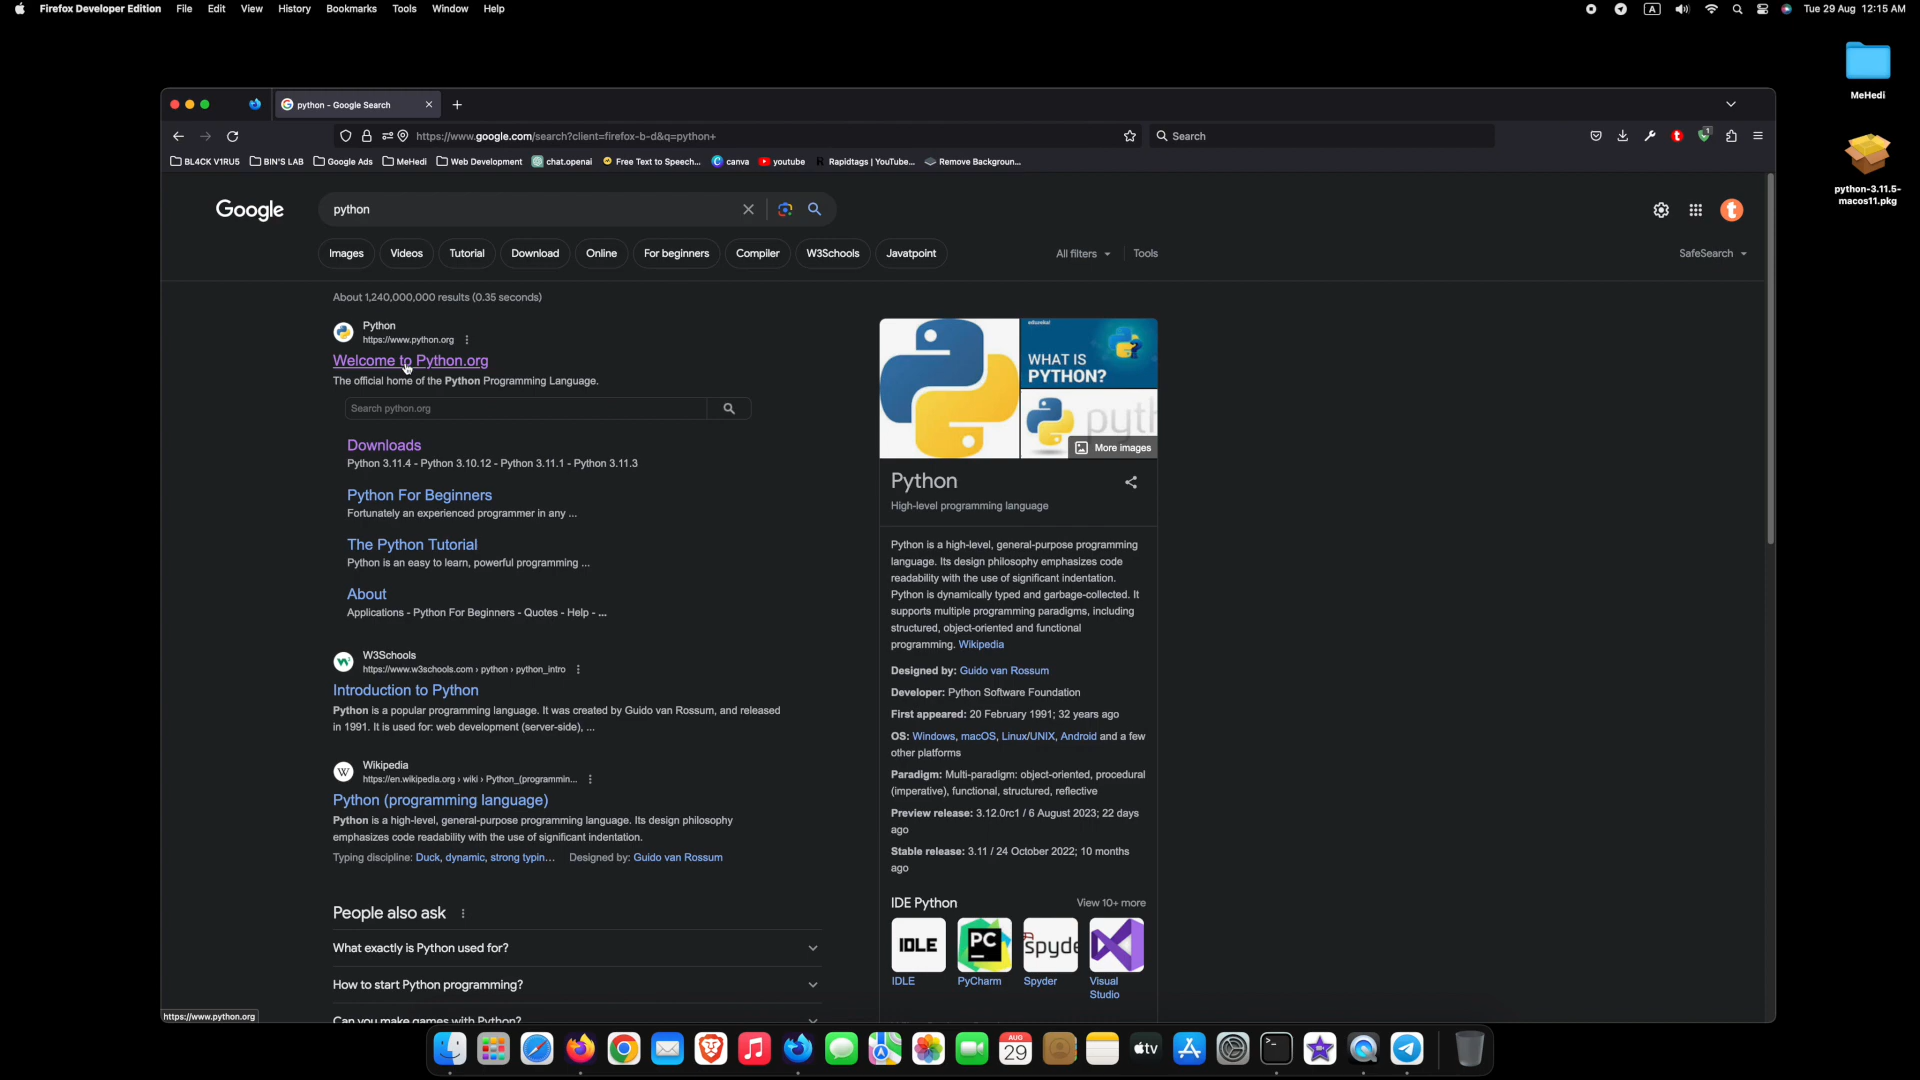 Firefox Developer Edition File Edit View History Bookmarks Tools Window Help
A Tue 29 Aug 12:15 AM
MeHedi
python-3.11.5-
macos11.pkg
python - Google Search
https://www.google.com/search?client=firefox-b-d&q=python+
Search
1
BL4CK V1RU5 BIN'S LAB Google Ads MeHedi Web Development chat.openai Free Text to Speech... canva youtube Rapidtags | YouTube... Remove Backgroun...
Google
python
t
Images Videos Tutorial Download Online For beginners Compiler W3Schools Javatpoint
All filters Tools
SafeSearch
About 1,240,000,000 results (0.35 seconds)
Python
https://www.python.org
Welcome to Python.org
The official home of the Python Programming Language.
Search python.org
Downloads
Python 3.11.4 - Python 3.10.12 - Python 3.11.1 - Python 3.11.3
Python For Beginners
Fortunately an experienced programmer in any ...
The Python Tutorial
Python is an easy to learn, powerful programming ...
About
Applications - Python For Beginners - Quotes - Help - ...
W3Schools
https://www.w3schools.com › python › python_intro
Introduction to Python
Python is a popular programming language. It was created by Guido van Rossum, and released
in 1991. It is used for: web development (server-side), ...
W
Wikipedia
https://en.wikipedia.org › wiki › Python_(programmin...
Python (programming language)
Python is a high-level, general-purpose programming language. Its design philosophy
emphasizes code readability with the use of significant indentation.
Typing discipline: Duck, dynamic, strong typin... Designed by: Guido van Rossum
People also ask
What exactly is Python used for?
How to start Python programming?
Can you make games with Python?
eduzeka!
WHAT IS
PYTHON?
pyt
More images
Python
High-level programming language
Python is a high-level, general-purpose programming
language. Its design philosophy emphasizes code
readability with the use of significant indentation.
Python is dynamically typed and garbage-collected. It
supports multiple programming paradigms, including
structured, object-oriented and functional
programming. Wikipedia
Designed by: Guido van Rossum
Developer: Python Software Foundation
First appeared: 20 February 1991; 32 years ago
OS: Windows, macOS, Linux/UNIX, Android and a few
other platforms
Paradigm: Multi-paradigm: object-oriented, procedural
(imperative), functional, structured, reflective
Preview release: 3.12.0rc1 / 6 August 2023; 22 days
ago
Stable release: 3.11 / 24 October 2022; 10 months
ago
IDE Python View 10+ more
IDLE PC spyde
IDLE PyCharm Spyder Visual
Studio
https://www.python.org
AUG
29
tv